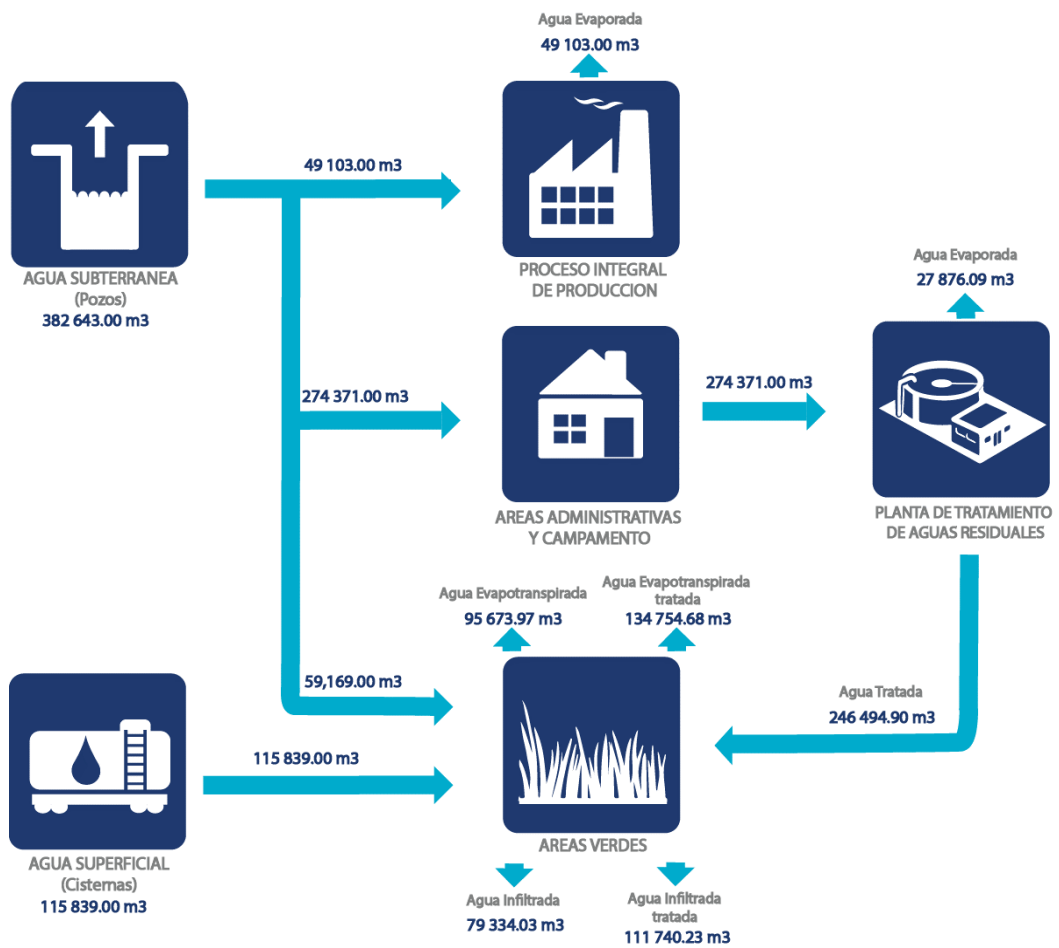 Agua Evaporada
49 103.00 m3
49 103.00 m3
AGUA SUBTERRANEA
(Pozos)
382 643.00 m3
PROCESO INTEGRAL
DE PRODUCCION
Agua Evaporada
27 876.09 m3
274 371.00 m3
274 371.00 m3
AREAS ADMINISTRATIVAS
Y CAMPAMENTO
PLANTA DE TRATAMIENTO
DE AGUAS RESIDUALES
Agua Evapotranspirada
95 673.97 m3
Agua Evapotranspirada
tratada
134 754.68 m3
59,169.00 m3
Agua Tratada
246 494.90 m3
115 839.00 m3
AGUA SUPERFICIAL
(Cisternas)
115 839.00 m3
AREAS VERDES
Agua Infiltrada
79 334.03 m3
Agua Infiltrada
tratada
111 740.23 m3